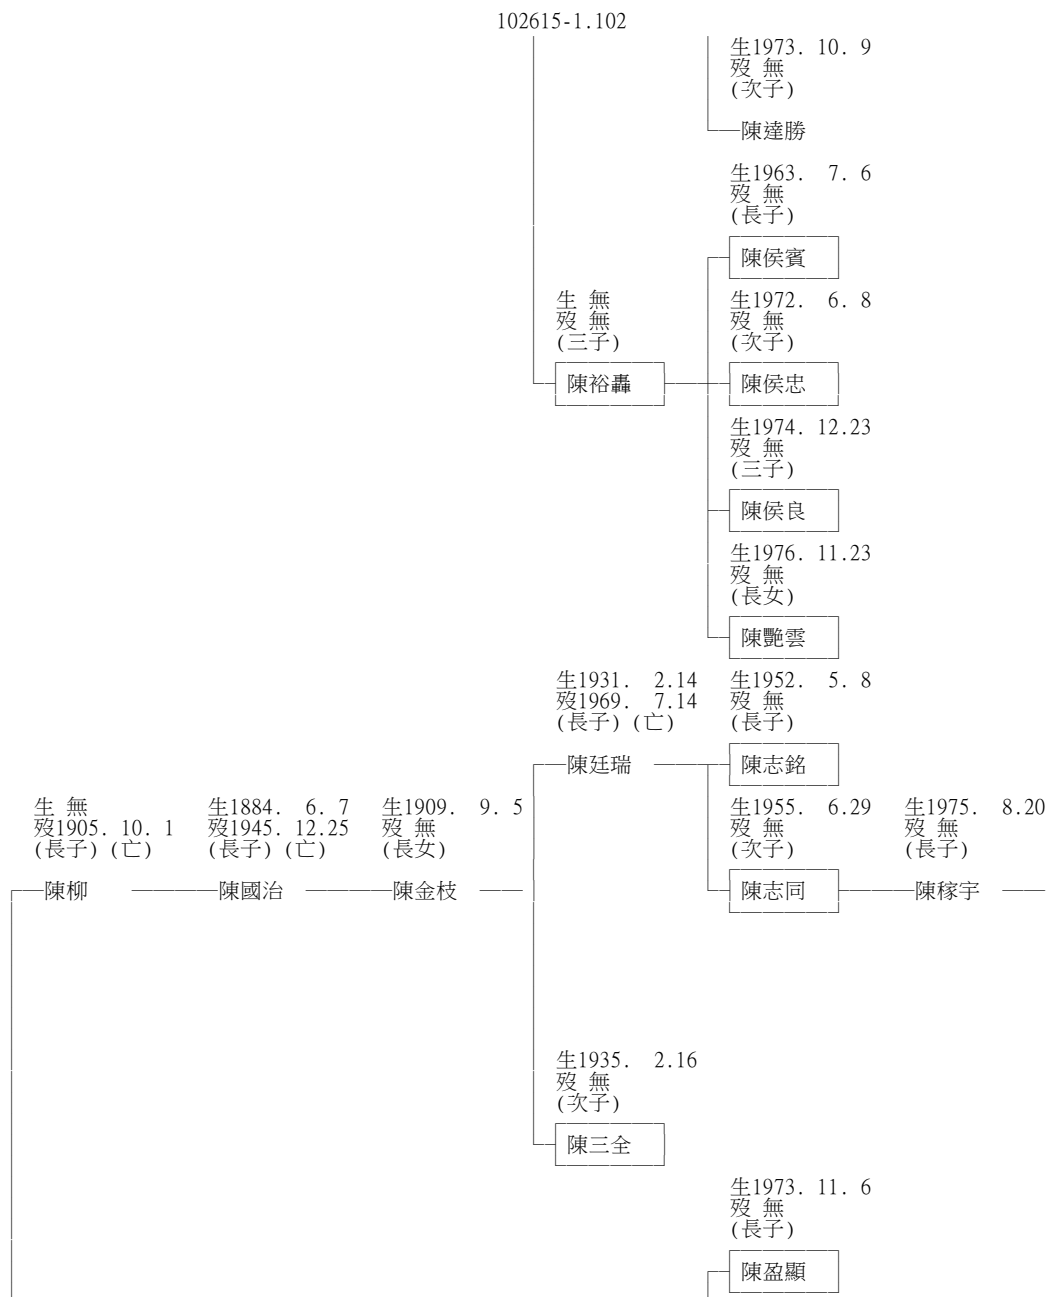 102615-1.102
生1973. 10. 9
歿 無
(次子)
陳達勝
生1963. 7. 6
歿 無
(長子)
陳侯賓
生 無
歿 無
(三子)
陳裕轟
生1972. 6. 8
歿 無
(次子)
陳侯忠
生1974. 12.23
歿 無
(三子)
陳侯良
生1976. 11.23
歿 無
(長女)
陳艷雲
生1931. 2.14
歿1969. 7.14
(長子)(亡)
陳廷瑞
生1952. 5. 8
歿 無
(長子)
陳志銘
生 無
歿1905. 10. 1
(長子)(亡)
陳柳
生1884. 6. 7
歿1945. 12.25
(長子)(亡)
陳國治
生1909. 9. 5
歿 無
(長女)
陳金枝
生1955. 6.29
歿 無
(次子)
陳志同
生1975. 8.20
歿 無
(長子)
陳稼宇
生1935. 2.16
歿 無
(次子)
陳三全
生1973. 11. 6
歿 無
(長子)
陳盈顯